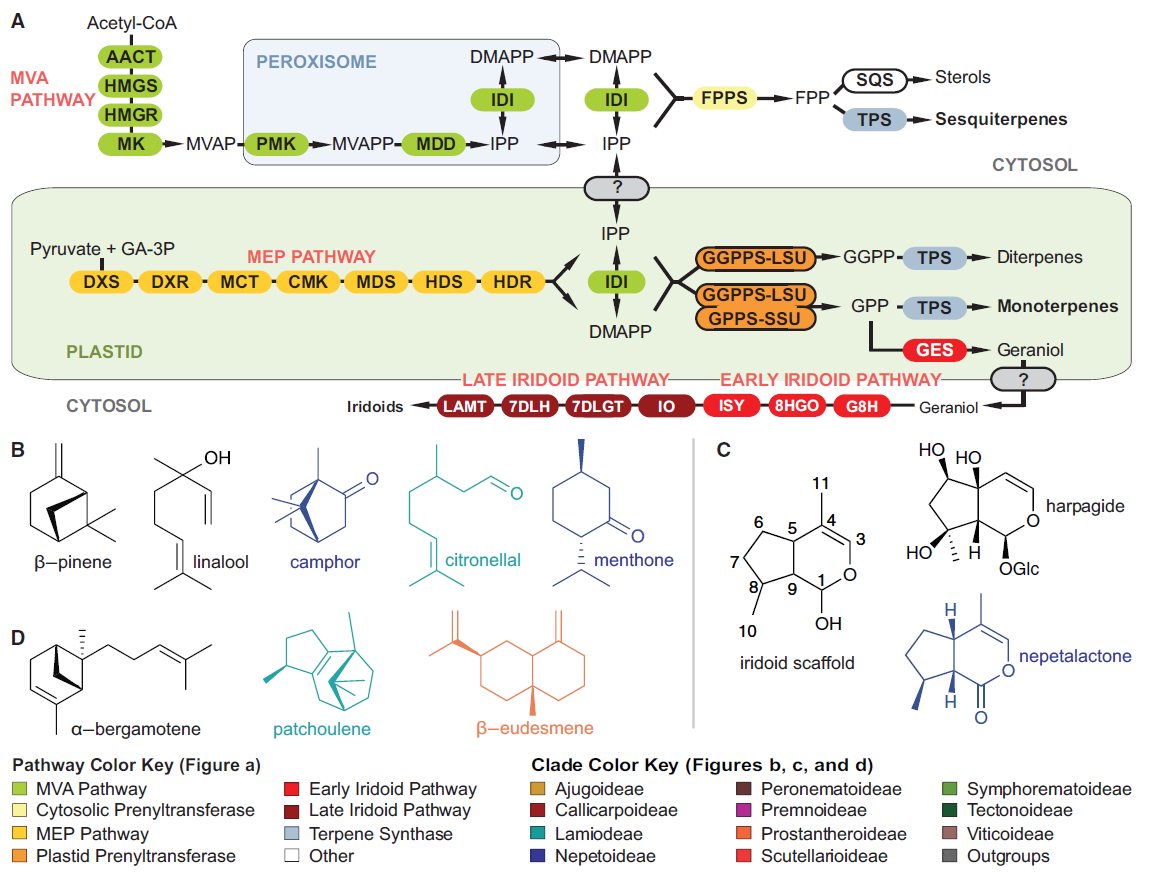 A
Acetyl-CoA
AACT
HMGS
HMGR
MK
MVA
PATHWAY
MVAP
PEROXISOME
PMK
MVAPP
MDD
DMAPP
IDI
IPP
DMAPP
IDI
IPP
FPPS
FPP
SQS
Sterols
TPS
Sesquiterpenes
CYTOSOL
?
Pyruvate + GA-3P
MEP PATHWAY
DXS
DXR
MCT
CMK
MDS
HDS
HDR
IPP
IDI
DMAPP
GGPPS-LSU
GGPP
TPS
Diterpenes
GGPPS-LSU
GPPS-SSU
GPP
TPS
Monoterpenes
GES
Geraniol
PLASTID
?
CYTOSOL
LATE IRIDOID PATHWAY
EARLY IRIDOID PATHWAY
Iridoids
LAMT
7DLH
7DLGT
IO
ISY
8HGO
G8H
Geraniol
B
β–pinene
OH
linalool
O
camphor
O
citronellal
O
menthone
C
11
6
5
4
3
7
8
9
1
O
10
OH
iridoid scaffold
HO
HO
O
HO
H
OGlc
harpagide
H
O
H
O
nepetalactone
D
α–bergamotene
patchoulene
β–eudesmene
Pathway Color Key (Figure a)
MVA Pathway
Cytosolic Prenyltransferase
MEP Pathway
Plastid Prenyltransferase
Early Iridoid Pathway
Late Iridoid Pathway
Terpene Synthase
Other
Clade Color Key (Figures b, c, and d)
Ajugoideae
Callicarpoideae
Lamiodeae
Nepetoideae
Peronematoideae
Premnoideae
Prostantheroideae
Scutellarioideae
Symphorematoideae
Tectonoideae
Viticoideae
Outgroups